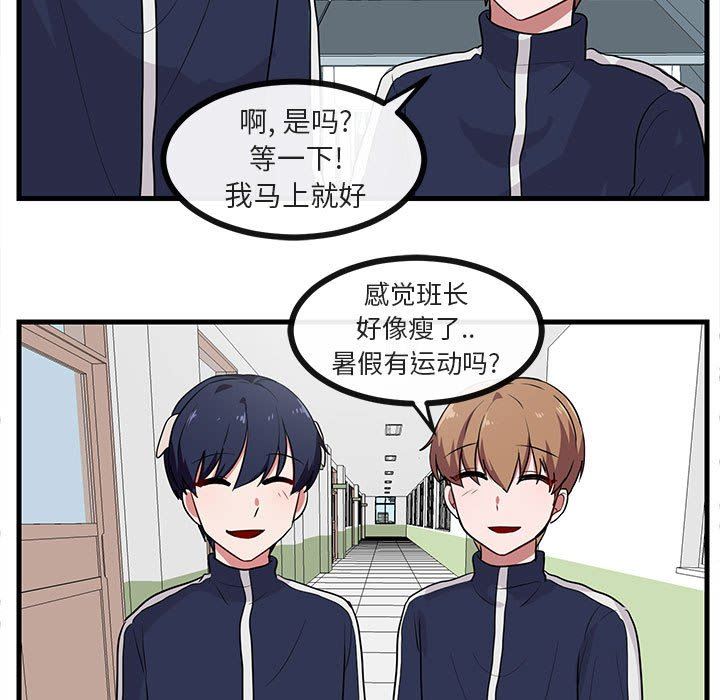 啊, 是吗?
等一下!
我马上就好
感觉班长
好像瘦了..
暑假有运动吗?